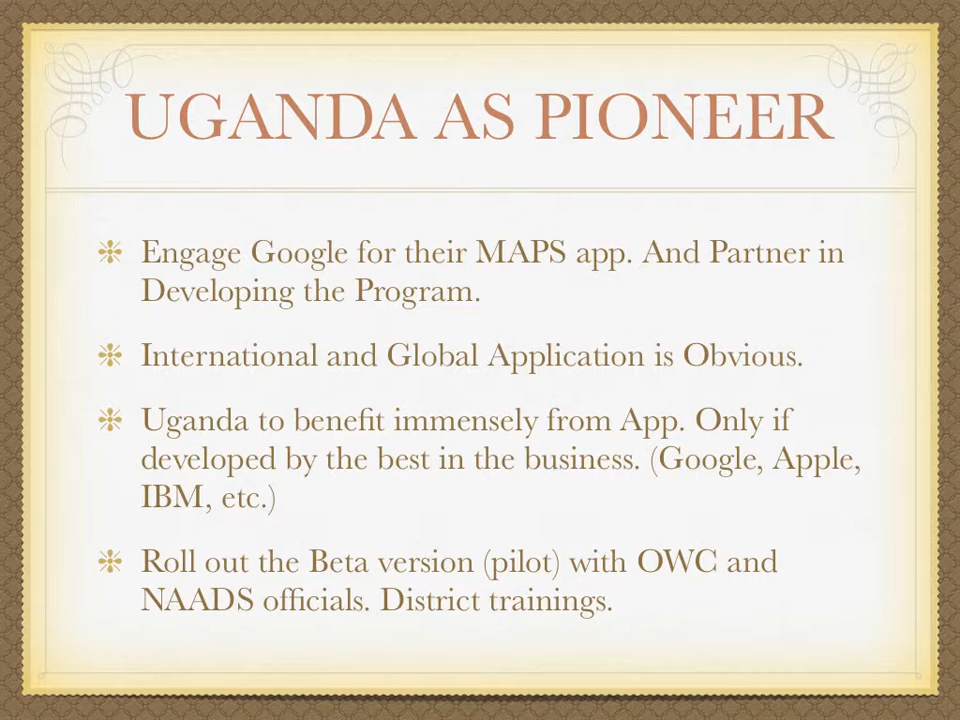 UGANDA AS PIONEER
Engage Google for their MAPS app. And Partner in
Developing the Program.
International and Global Application is Obvious.
Uganda to benefit immensely from App. Only if
developed by the best in the business. (Google, Apple,
IBM, etc.)
Roll out the Beta version (pilot) with OWC and
NAADS officials. District trainings.